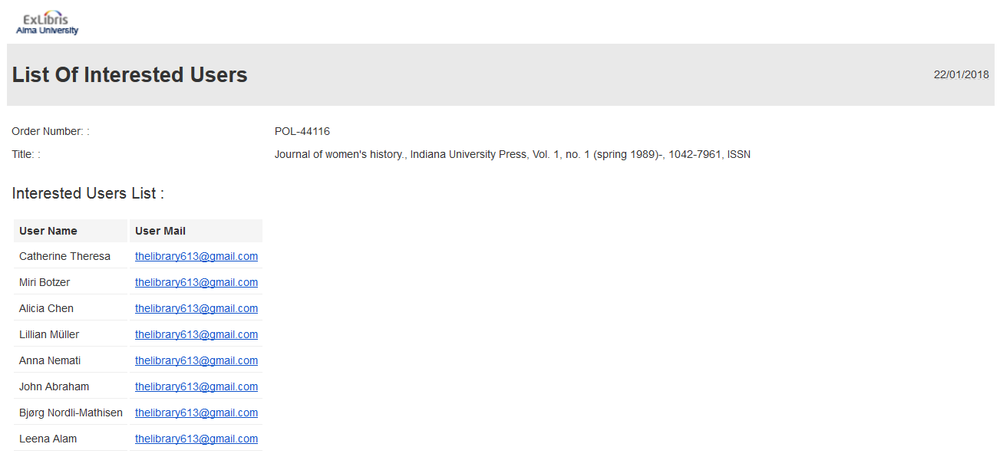 ExLibris
Alma University
List Of Interested Users 22/01/2018
Order Number: : POL-44116
Title: : Journal of women's history., Indiana University Press, Vol. 1, no. 1 (spring 1989)-, 1042-7961, ISSN
Interested Users List :
User Name User Mail
Catherine Theresa thelibrary613@gmail.com
Miri Botzer thelibrary613@gmail.com
Alicia Chen thelibrary613@gmail.com
Lillian Müller thelibrary613@gmail.com
Anna Nemati thelibrary613@gmail.com
John Abraham thelibrary613@gmail.com
Bjørg Nordli-Mathisen thelibrary613@gmail.com
Leena Alam thelibrary613@gmail.com